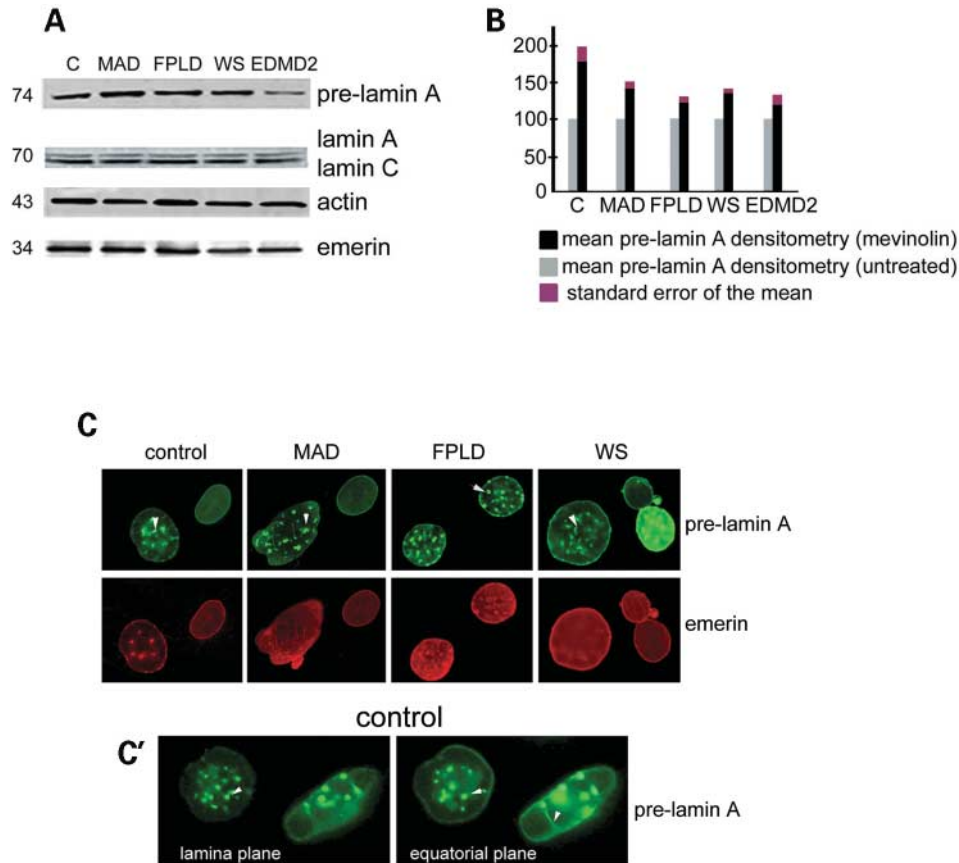 A
C MAD FPLD WS EDMD2
74 pre-lamin A
lamin A
70
lamin C
43 actin
34 emerin
B
200
150
100
50
0
C MAD FPLD WS EDMD2
mean pre-lamin A densitometry (mevinolin)
mean pre-lamin A densitometry (untreated)
standard error of the mean
C
control MAD FPLD WS
pre-lamin A
emerin
control
C′
pre-lamin A
lamina plane equatorial plane